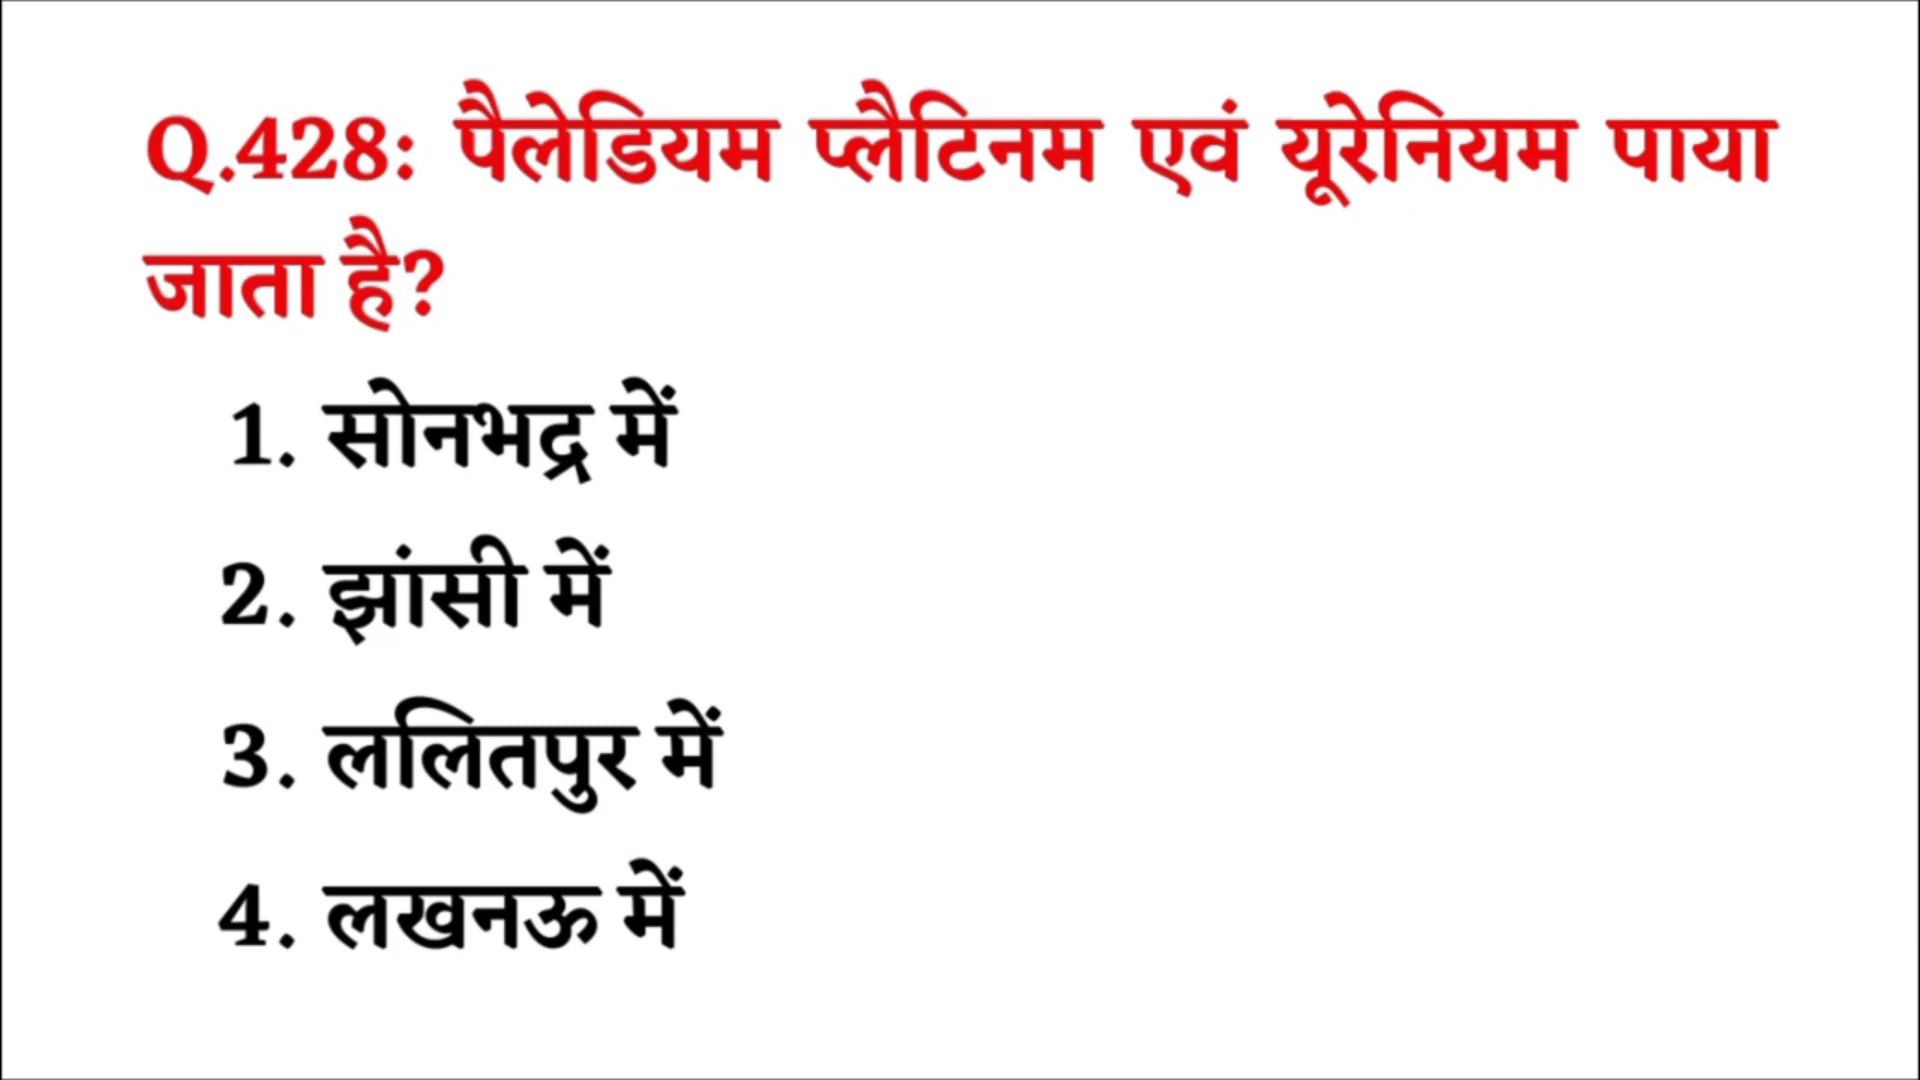 Q.428: पैलेडियम प्लैटिनम एवं यूरेनियम पाया
जाता है?
1. सोनभद्र में
2. झांसी में
3. ललितपुर में
4. लखनऊ में